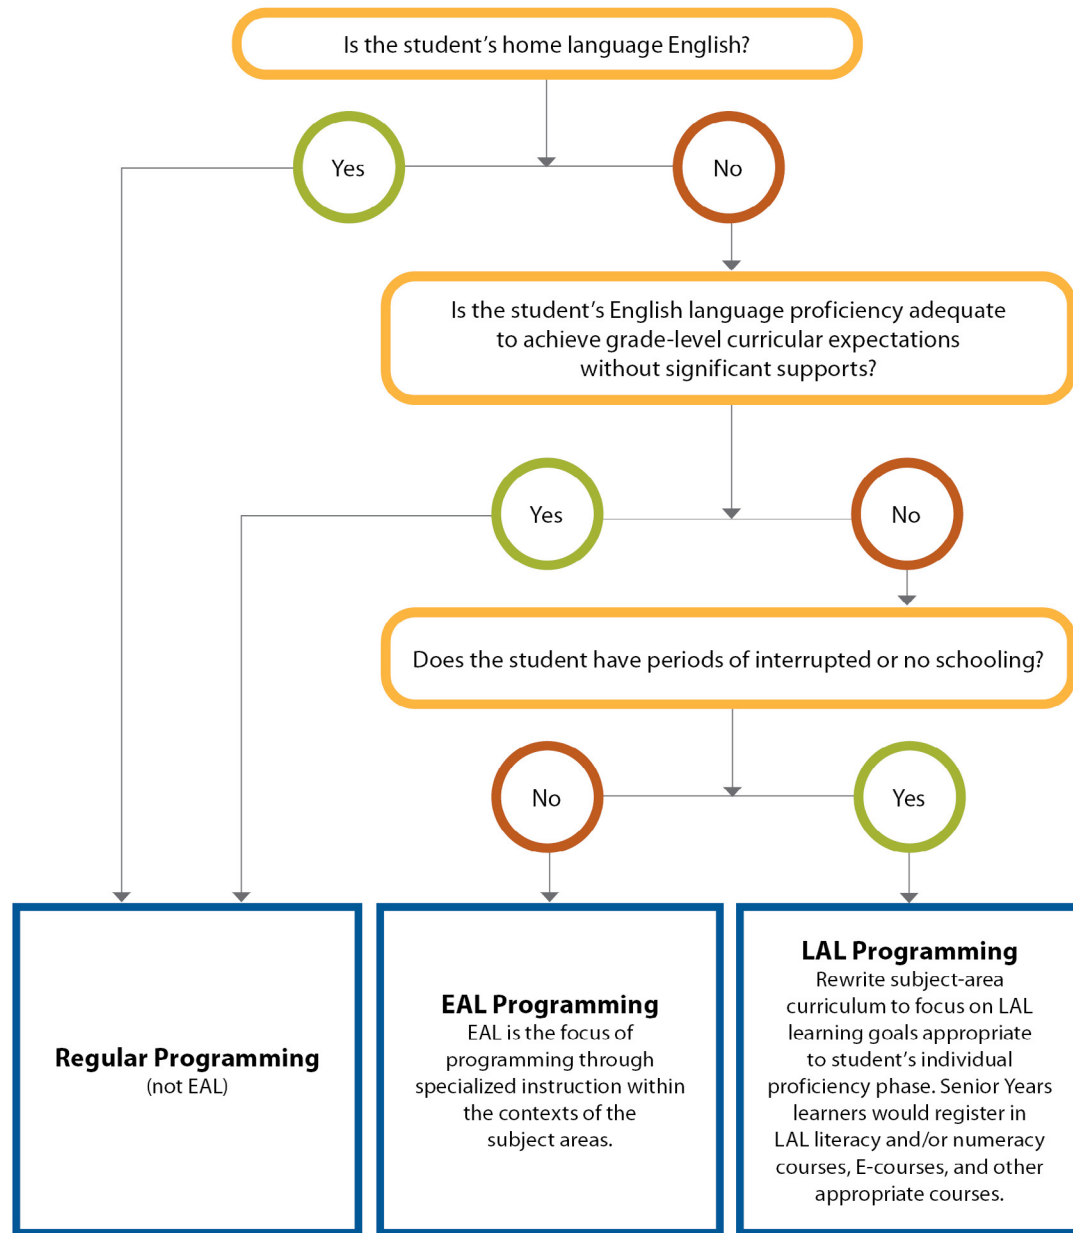 Is the student’s home language English?
Yes
No
Is the student’s English language proficiency adequate
to achieve grade-level curricular expectations
without significant supports?
Yes
No
Does the student have periods of interrupted or no schooling?
No
Yes
Regular Programming
(not EAL)
EAL Programming
EAL is the focus of
programming through
specialized instruction within
the contexts of the
subject areas.
LAL Programming
Rewrite subject-area
curriculum to focus on LAL
learning goals appropriate
to student’s individual
proficiency phase. Senior Years
learners would register in
LAL literacy and/or numeracy
courses, E-courses, and other
appropriate courses.